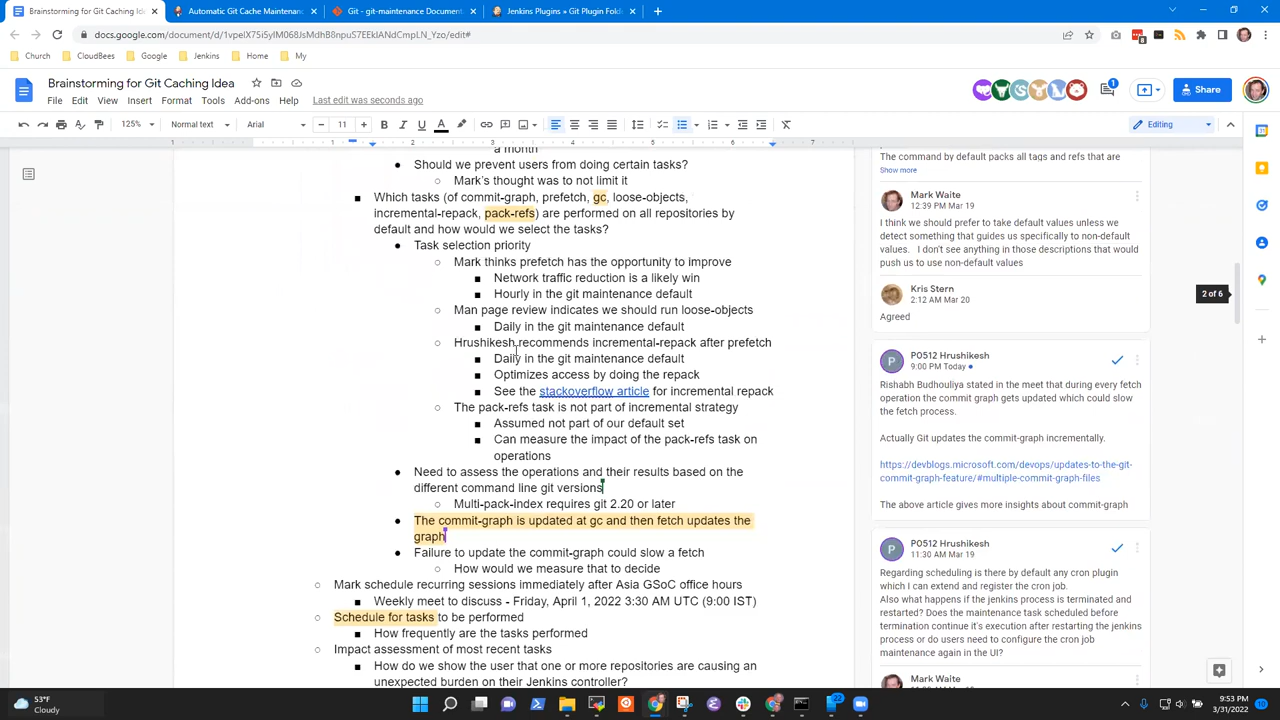 Brainstorming for Git Caching Idea
Automatic Git Cache Maintenanc
Git - git-maintenance Documentat
Jenkins Plugins » Git Plugin Fold
docs.google.com/document/d/1vpelX75iSyIM068JsMdhB8npuS7EEkIANdCmpLN_Yzo/edit#
Church
CloudBees
Google
Jenkins
Home
My
Brainstorming for Git Caching Idea
File Edit View Insert Format Tools Add-ons Help Last edit was seconds ago
1
Share
125%
Normal text
Arial
11
Editing
1 2 3 4 5 6 7
a month
Should we prevent users from doing certain tasks?
Mark's thought was to not limit it
Which tasks (of commit-graph, prefetch, gc, loose-objects,
incremental-repack, pack-refs) are performed on all repositories by
default and how would we select the tasks?
Task selection priority
Mark thinks prefetch has the opportunity to improve
Network traffic reduction is a likely win
Hourly in the git maintenance default
Man page review indicates we should run loose-objects
Daily in the git maintenance default
Hrushikesh recommends incremental-repack after prefetch
Daily in the git maintenance default
Optimizes access by doing the repack
See the stackoverflow article for incremental repack
The pack-refs task is not part of incremental strategy
Assumed not part of our default set
Can measure the impact of the pack-refs task on
operations
Need to assess the operations and their results based on the
different command line git versions
Multi-pack-index requires git 2.20 or later
The commit-graph is updated at gc and then fetch updates the
graph
Failure to update the commit-graph could slow a fetch
How would we measure that to decide
Mark schedule recurring sessions immediately after Asia GSoC office hours
Weekly meet to discuss - Friday, April 1, 2022 3:30 AM UTC (9:00 IST)
Schedule for tasks to be performed
How frequently are the tasks performed
Impact assessment of most recent tasks
How do we show the user that one or more repositories are causing an
unexpected burden on their Jenkins controller?
The command by default packs all tags and refs that are
Show more
Mark Waite
12:39 PM Mar 19
I think we should prefer to take default values unless we
detect something that guides us specifically to non-default
values. I don't see anything in those descriptions that would
push us to use non-default values
Kris Stern
2:12 AM Mar 20
Agreed
2 of 6
P
P0512 Hrushikesh
9:00 PM Today
Rishabh Budhouliya stated in the meet that during every fetch
operation the commit graph gets updated which could slow
the fetch process.
Actually Git updates the commit-graph incrementally.
https://devblogs.microsoft.com/devops/updates-to-the-git-
commit-graph-feature/#multiple-commit-graph-files
The above article gives more insights about commit-graph
P
P0512 Hrushikesh
11:30 AM Mar 19
Regarding scheduling is there by default any cron plugin
which I can extend and register the cron job.
Also what happens if the jenkins process is terminated and
restarted? Does the maintenance task scheduled before
termination continue it's execution after restarting the jenkins
process or do users need to configure the cron job
maintenance again in the UI?
Mark Waite
53°F
Cloudy
9:53 PM
3/31/2022